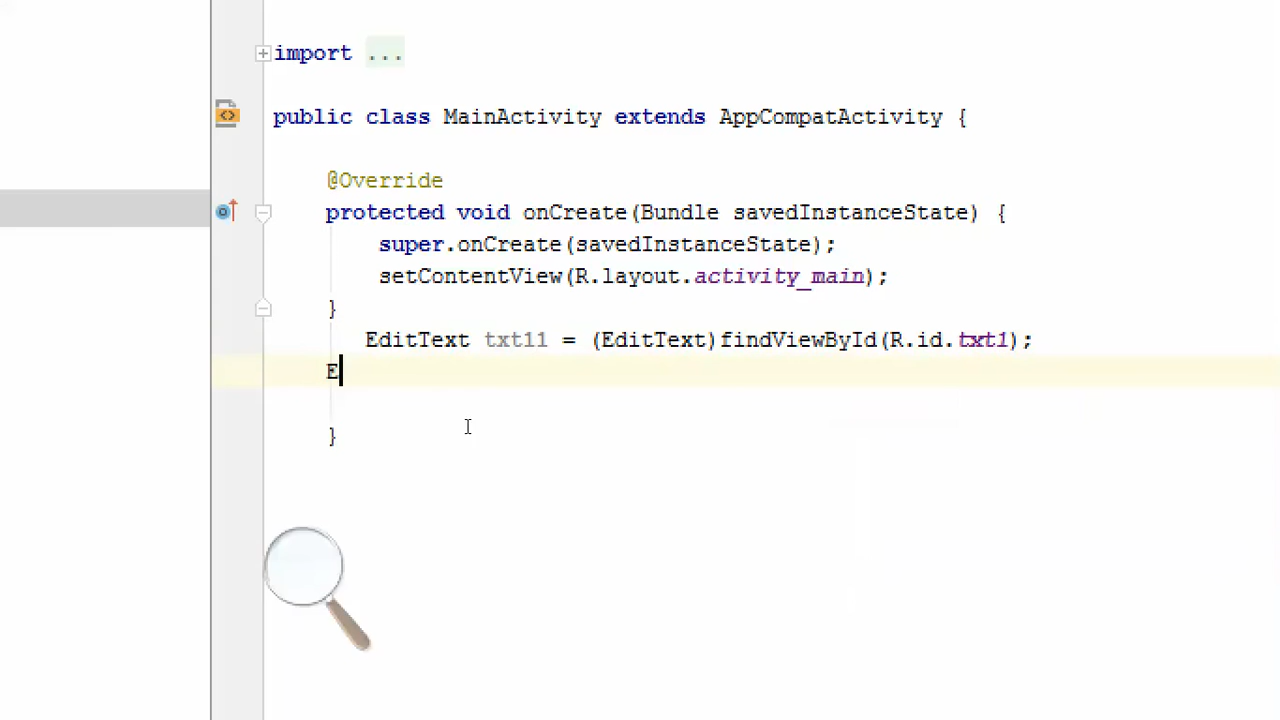 import ...
public class MainActivity extends AppCompatActivity {
@Override
protected void onCreate(Bundle savedInstanceState) {
super.onCreate(savedInstanceState);
setContentView(R.layout.activity_main);
}
EditText txt11 = (EditText)findViewById(R.id.txt1);
E
}